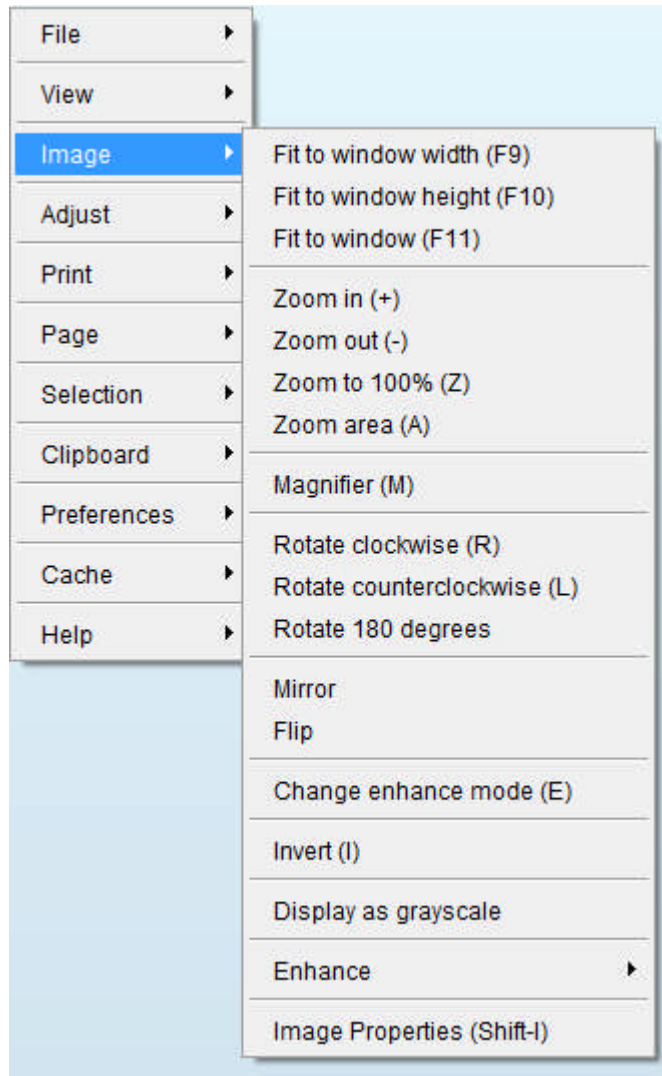 File
View
Image
Adjust
Print
Page
Selection
Clipboard
Preferences
Cache
Help
Fit to window width (F9)
Fit to window height (F10)
Fit to window (F11)
Zoom in (+)
Zoom out (-)
Zoom to 100% (Z)
Zoom area (A)
Magnifier (M)
Rotate clockwise (R)
Rotate counterclockwise (L)
Rotate 180 degrees
Mirror
Flip
Change enhance mode (E)
Invert (I)
Display as grayscale
Enhance
Image Properties (Shift-I)